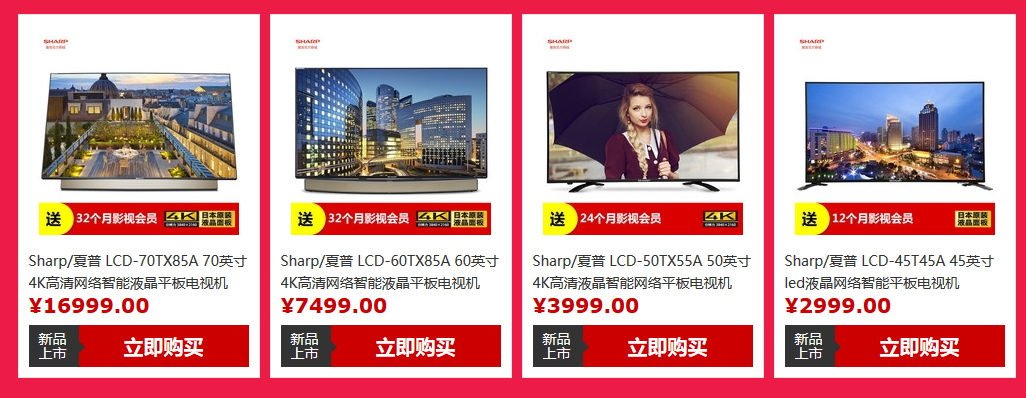 SHARP
送 32个月影视会员 4K 日本原装
液晶面板
Sharp/夏普 LCD-70TX85A 70英寸
4K高清网络智能液晶平板电视机
¥16999.00
新品
上市
立即购买
SHARP
送 32个月影视会员 4K 日本原装
液晶面板
Sharp/夏普 LCD-60TX85A 60英寸
4K高清网络智能液晶平板电视机
¥7499.00
新品
上市
立即购买
SHARP
送 24个月影视会员 4K
Sharp/夏普 LCD-50TX55A 50英寸
4K高清网络智能网络平板电视机
¥3999.00
新品
上市
立即购买
SHARP
送 12个月影视会员 日本原装
液晶面板
Sharp/夏普 LCD-45T45A 45英寸
led液晶网络智能平板电视机
¥2999.00
新品
上市
立即购买